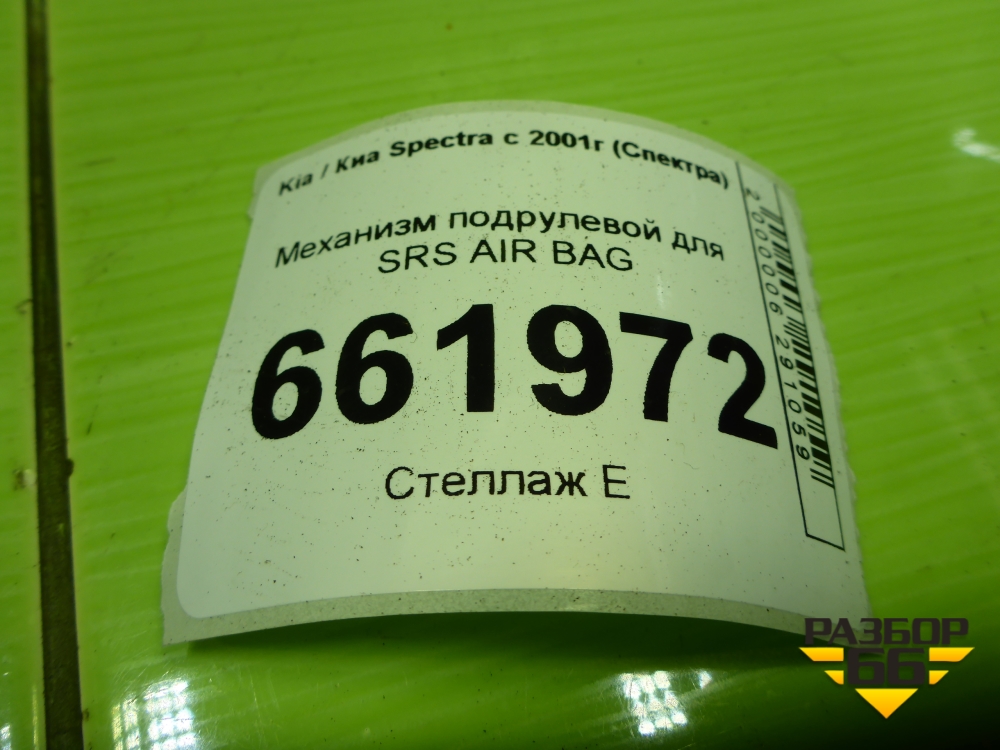 Kia / Киа Spectra с 2001г (Спектра)
Механизм подрулевой для
SRS AIR BAG
661972
Стеллаж E
2000006291059
РАЗБОР
66